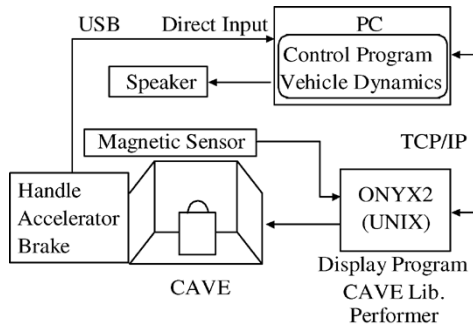 USB Direct Input PC
Control Program
Vehicle Dynamics
Speaker
Magnetic Sensor
TCP/IP
Handle
Accelerator
Brake
ONYX2
(UNIX)
CAVE
Display Program
CAVE Lib.
Performer